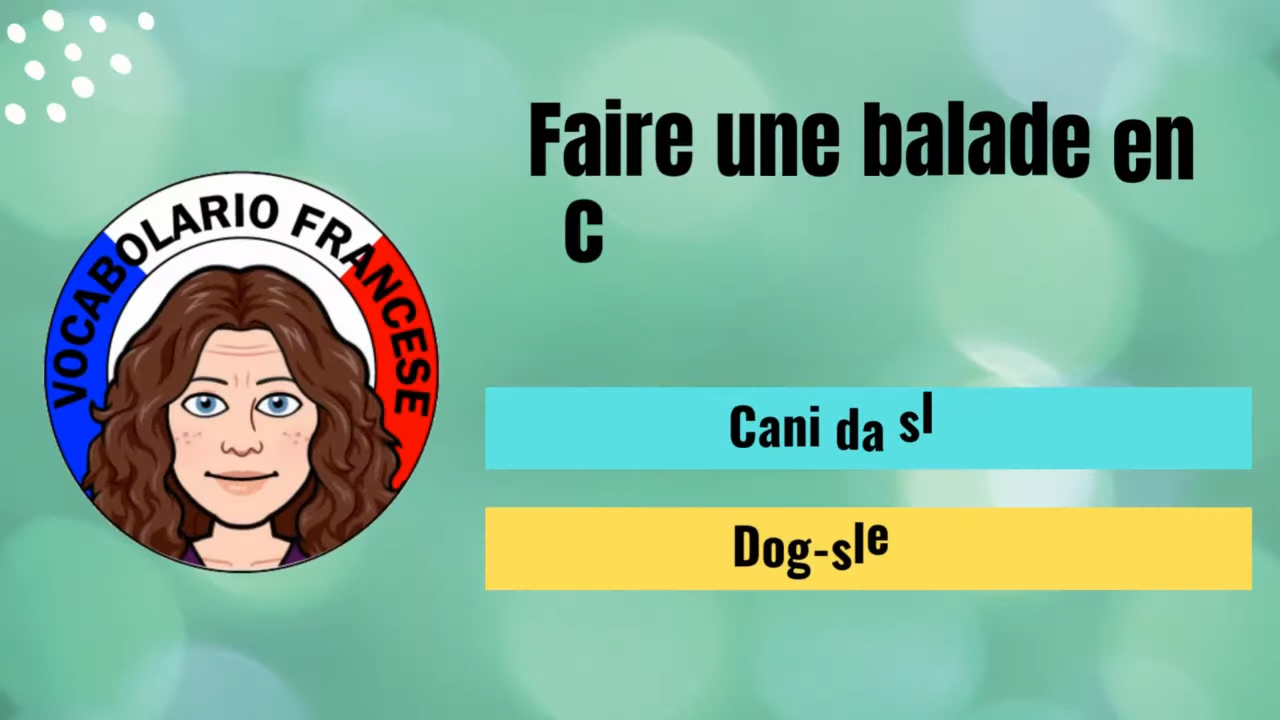 VOCABOLARIO FRANCESE
Faire une balade en
C
Cani da sl
Dog-sle